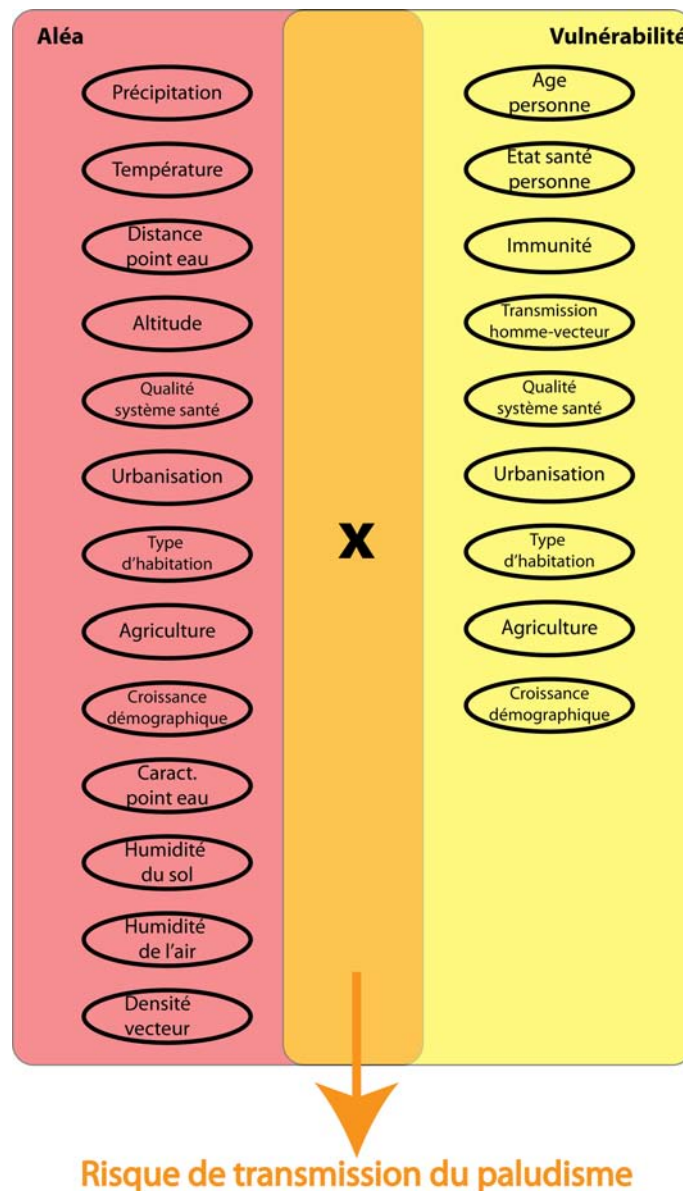 Aléa
Précipitation
Température
Distance
point eau
Altitude
Qualité
système santé
Urbanisation
Type
d'habitation
Agriculture
Croissance
démographique
Caract.
point eau
Humidité
du sol
Humidité
de l'air
Densité
vecteur
X
Vulnérabilité
Age
personne
Etat santé
personne
Immunité
Transmission
homme-vecteur
Qualité
système santé
Urbanisation
Type
d'habitation
Agriculture
Croissance
démographique
Risque de transmission du paludisme